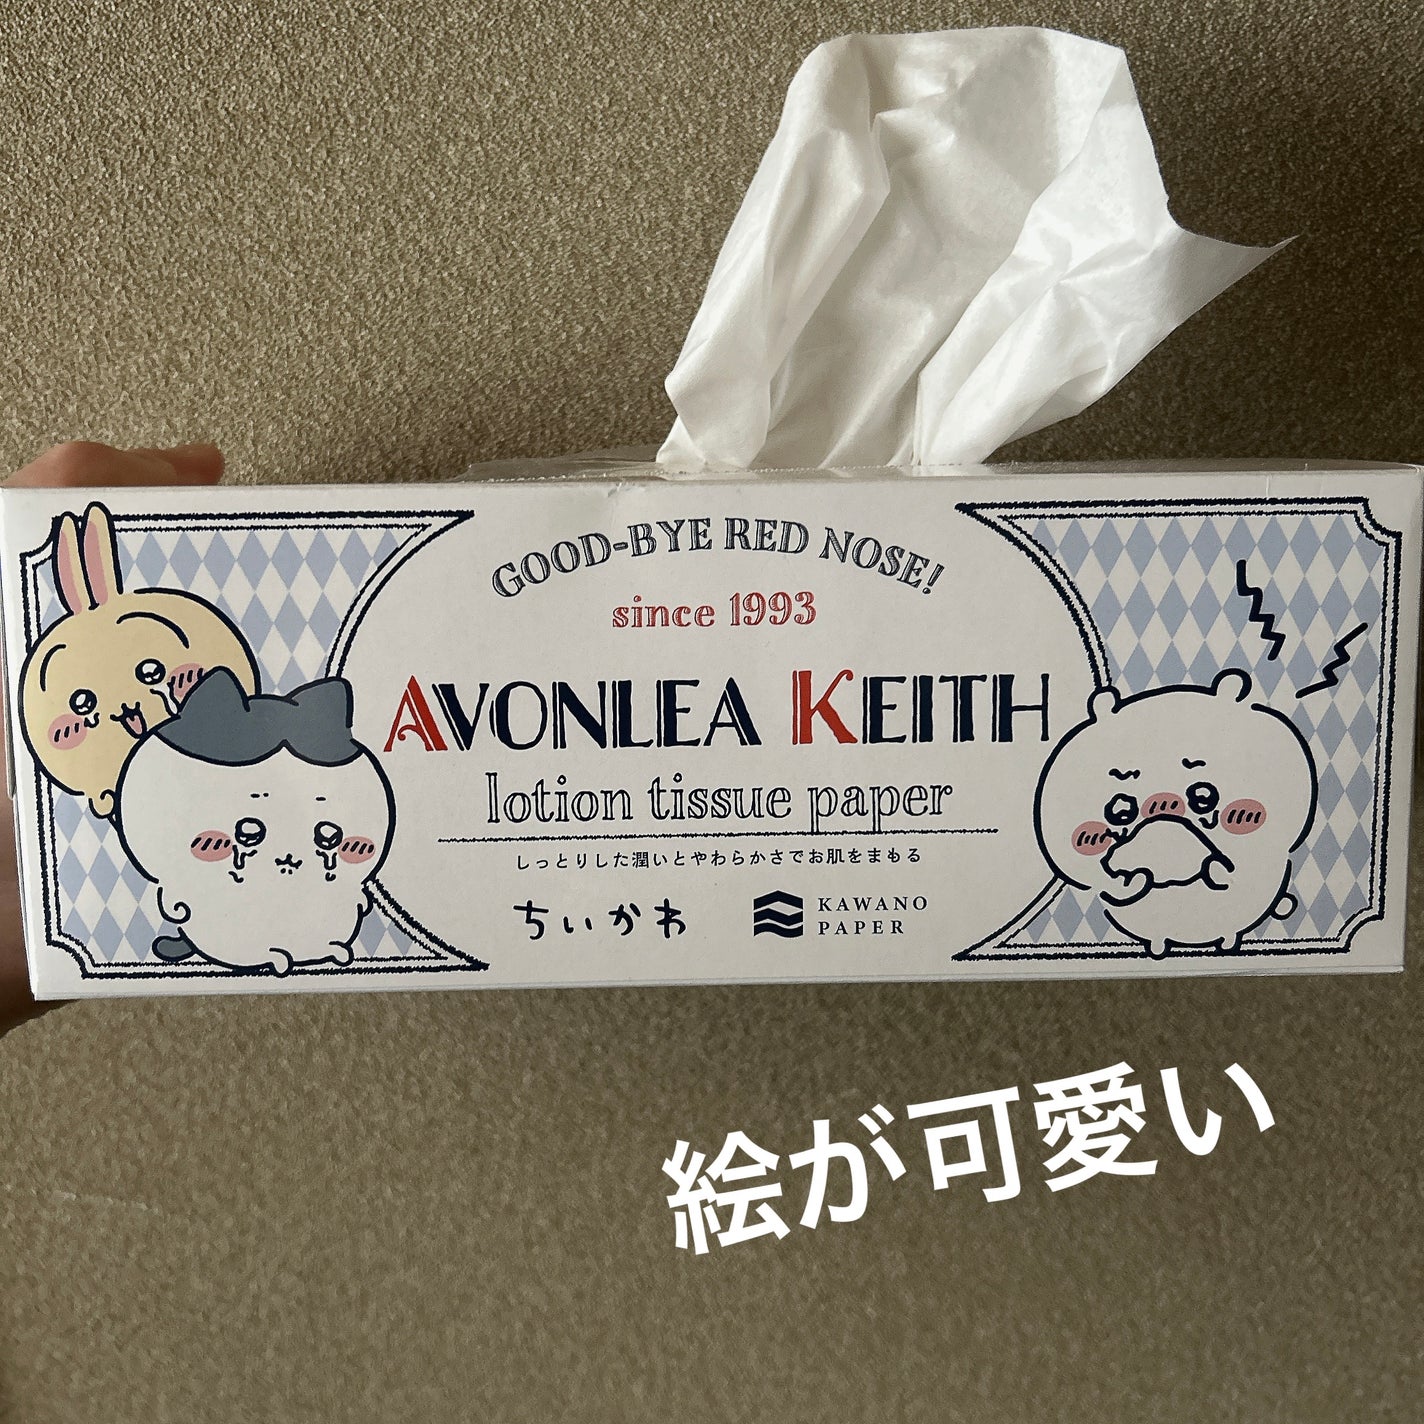 GOOD-BYE RED NOSE!
since 1993
AVONLEA KEITH
lotion tissue paper
しっとりした潤いとやわらかさでお肌をまもる
ちいかわ
KAWANO
PAPER
絵が可愛い